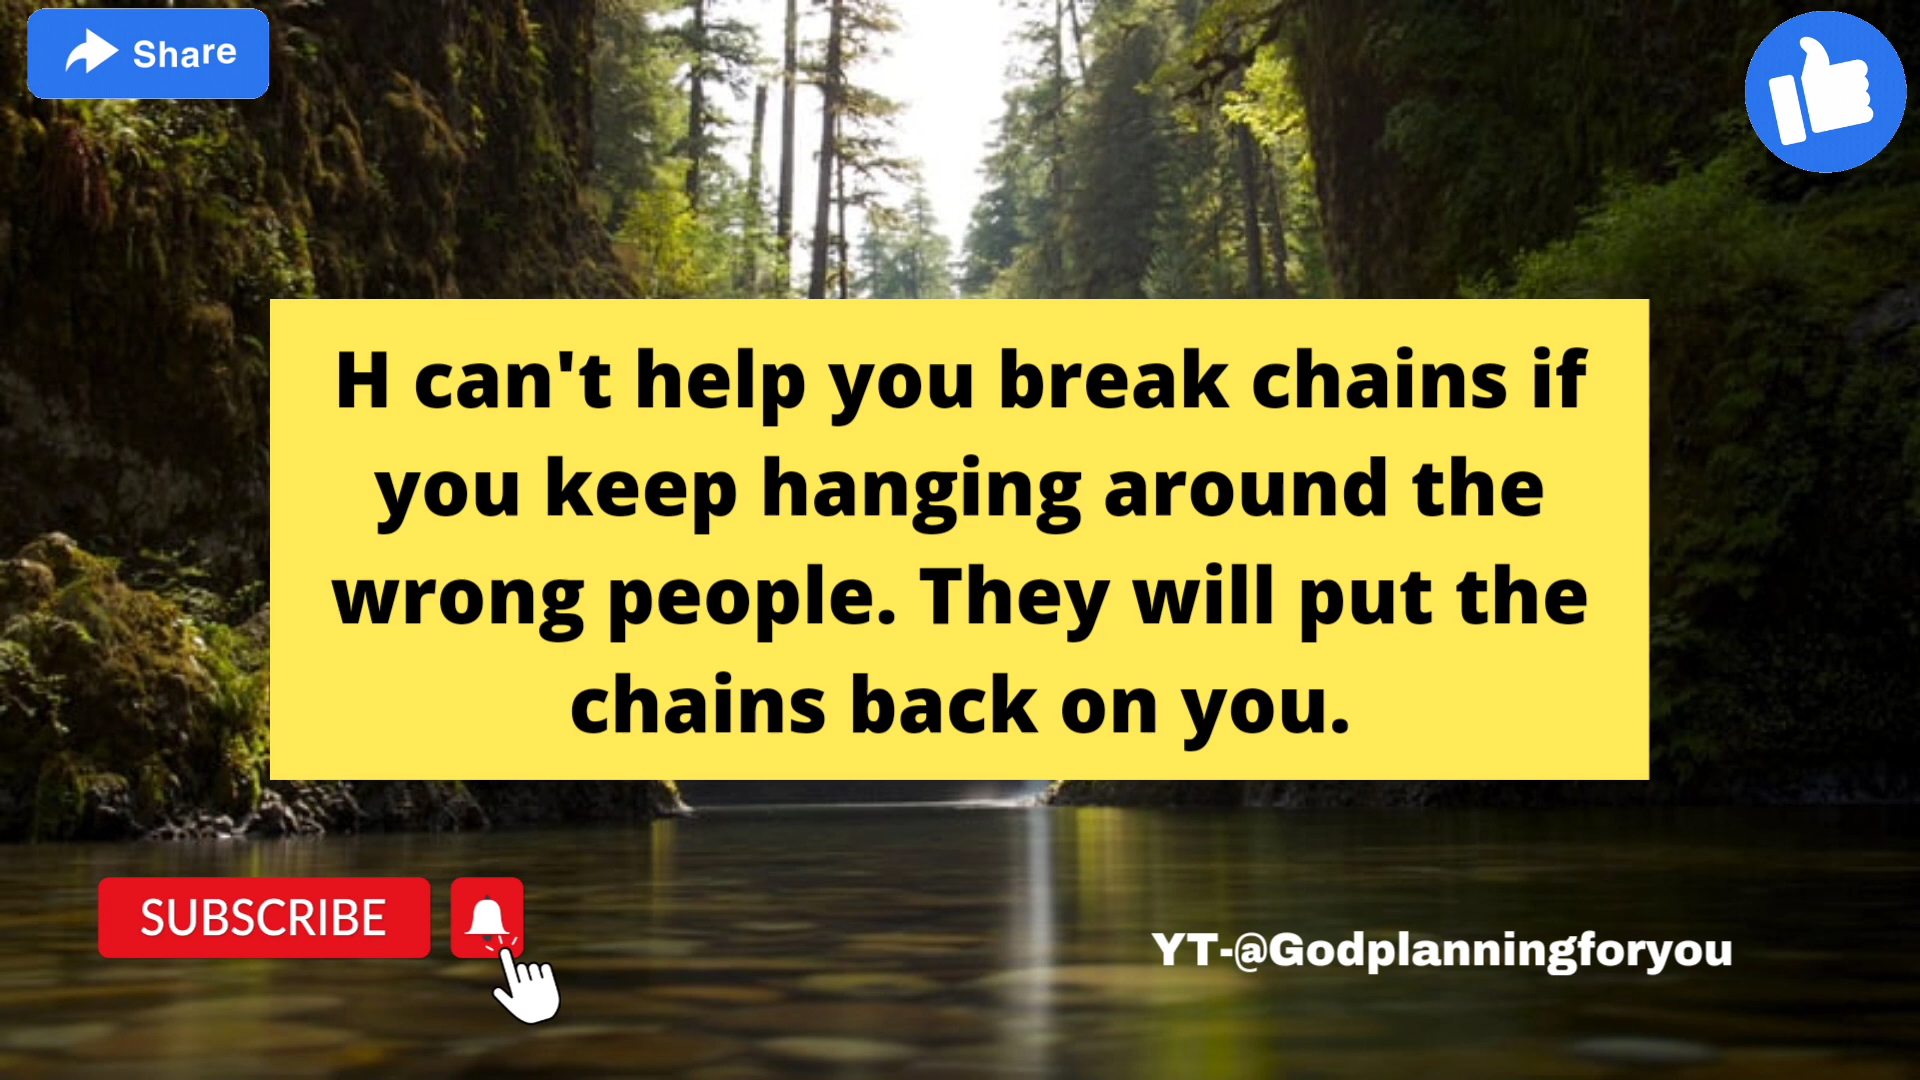 Share
H can't help you break chains if
you keep hanging around the
wrong people. They will put the
chains back on you.
SUBSCRIBE
YT-@Godplanningforyou